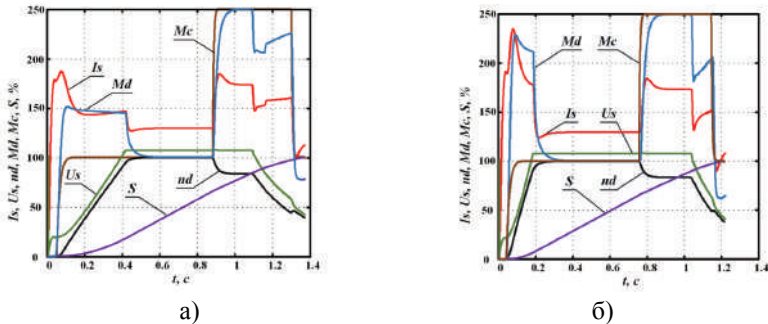 Is, Us, nd, Md, Mc, S, %
250
200
150
100
50
0
Is
Md
Mc
Us
S
nd
0
0.2
0.4
0.6
0.8
1
1.2
1.4
t, c
а)
Is, Us, nd, Md, Mc, S, %
250
200
150
100
50
0
Md
Mc
Is
Us
S
nd
0
0.2
0.4
0.6
0.8
1
1.2
1.4
t, c
б)